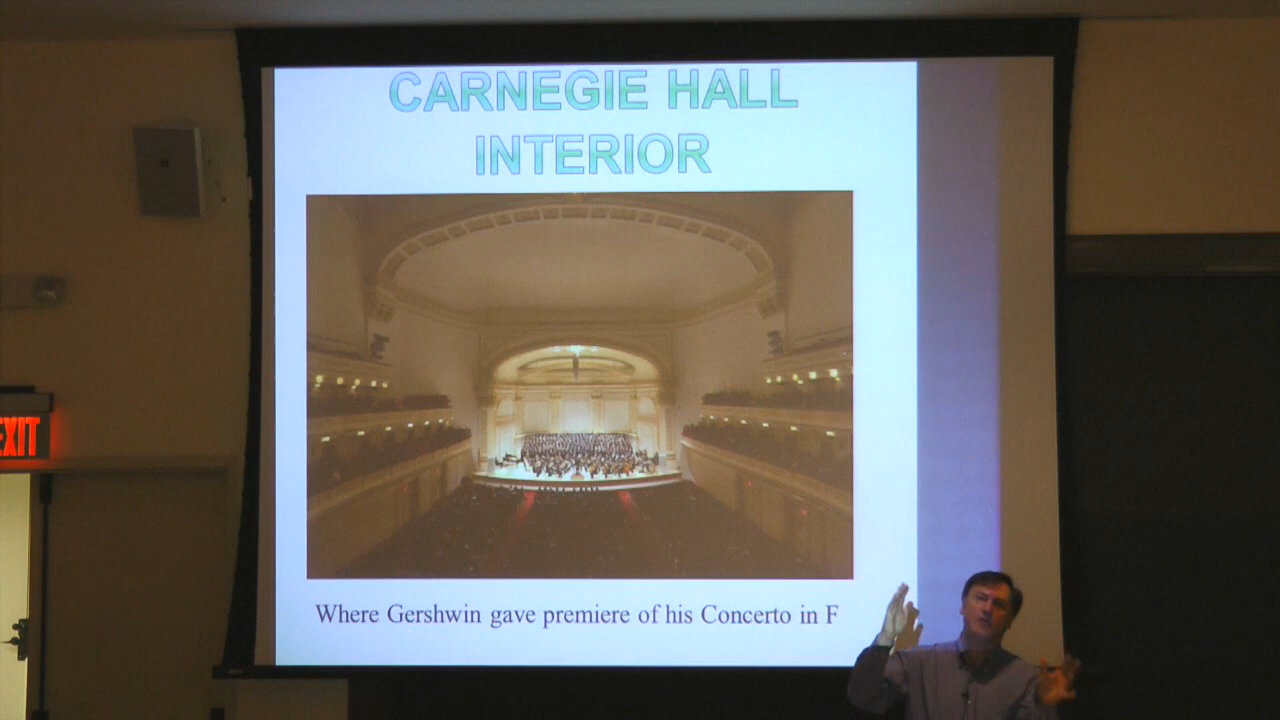 CARNEGIE HALL
INTERIOR
EXIT
Where Gershwin gave premiere of his Concerto in F